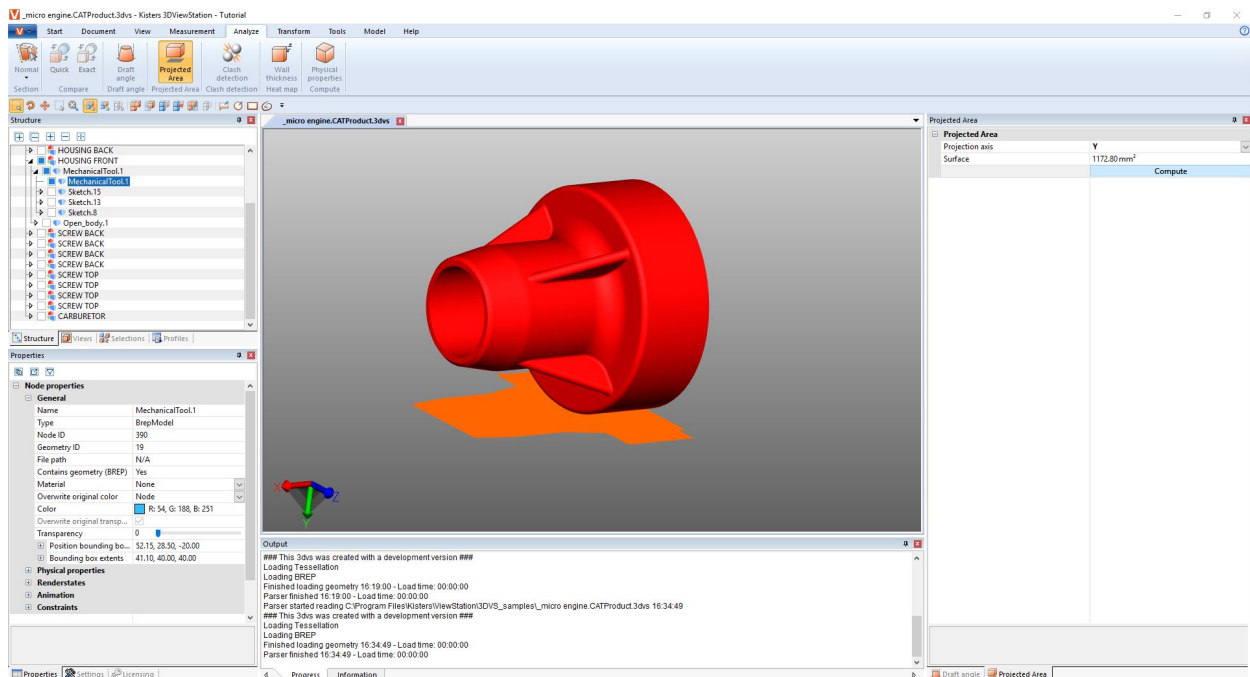 _micro engine.CATProduct.3dvs - Kisters 3DViewStation - Tutorial
V
Start Document View Measurement Analyze Transform Tools Model Help
Normal Quick Exact Draft angle Projected Area Clash detection Wall thickness Physical properties
Section Compare Draft angle Projected Area Clash detection Heat map Compute
Structure
HOUSING BACK
HOUSING FRONT
MechanicalTool.1
MechanicalTool.1
Sketch.15
Sketch.13
Sketch.8
Open_body.1
SCREW BACK
SCREW BACK
SCREW BACK
SCREW BACK
SCREW TOP
SCREW TOP
SCREW TOP
SCREW TOP
CARBURETOR
Structure Views Selections Profiles
Properties
Node properties
General
Name MechanicalTool.1
Type BrepModel
Node ID 390
Geometry ID 19
File path N/A
Contains geometry (BREP) Yes
Material None
Overwrite original color Node
Color R: 54, G: 188, B: 251
Overwrite original transp...
Transparency 0
Position bounding bo... 52.15, 28.50, -20.00
Bounding box extents 41.10, 40.00, 40.00
Physical properties
Renderstates
Animation
Constraints
Properties Settings Licensing
_micro engine.CATProduct.3dvs
X
Z
Y
Output
### This 3dvs was created with a development version ###
Loading Tessellation
Loading BREP
Finished loading geometry 16:19:00 - Load time: 00:00:00
Parser finished 16:19:00 - Load time: 00:00:00
Parser started reading C:\Program Files\Kisters\ViewStation\3DVS_samples\_micro engine.CATProduct.3dvs 16:34:49
### This 3dvs was created with a development version ###
Loading Tessellation
Loading BREP
Finished loading geometry 16:34:49 - Load time: 00:00:00
Parser finished 16:34:49 - Load time: 00:00:00
Progress Information
Projected Area
Projected Area
Projection axis Y
Surface 1172.80 mm²
Compute
Draft angle Projected Area